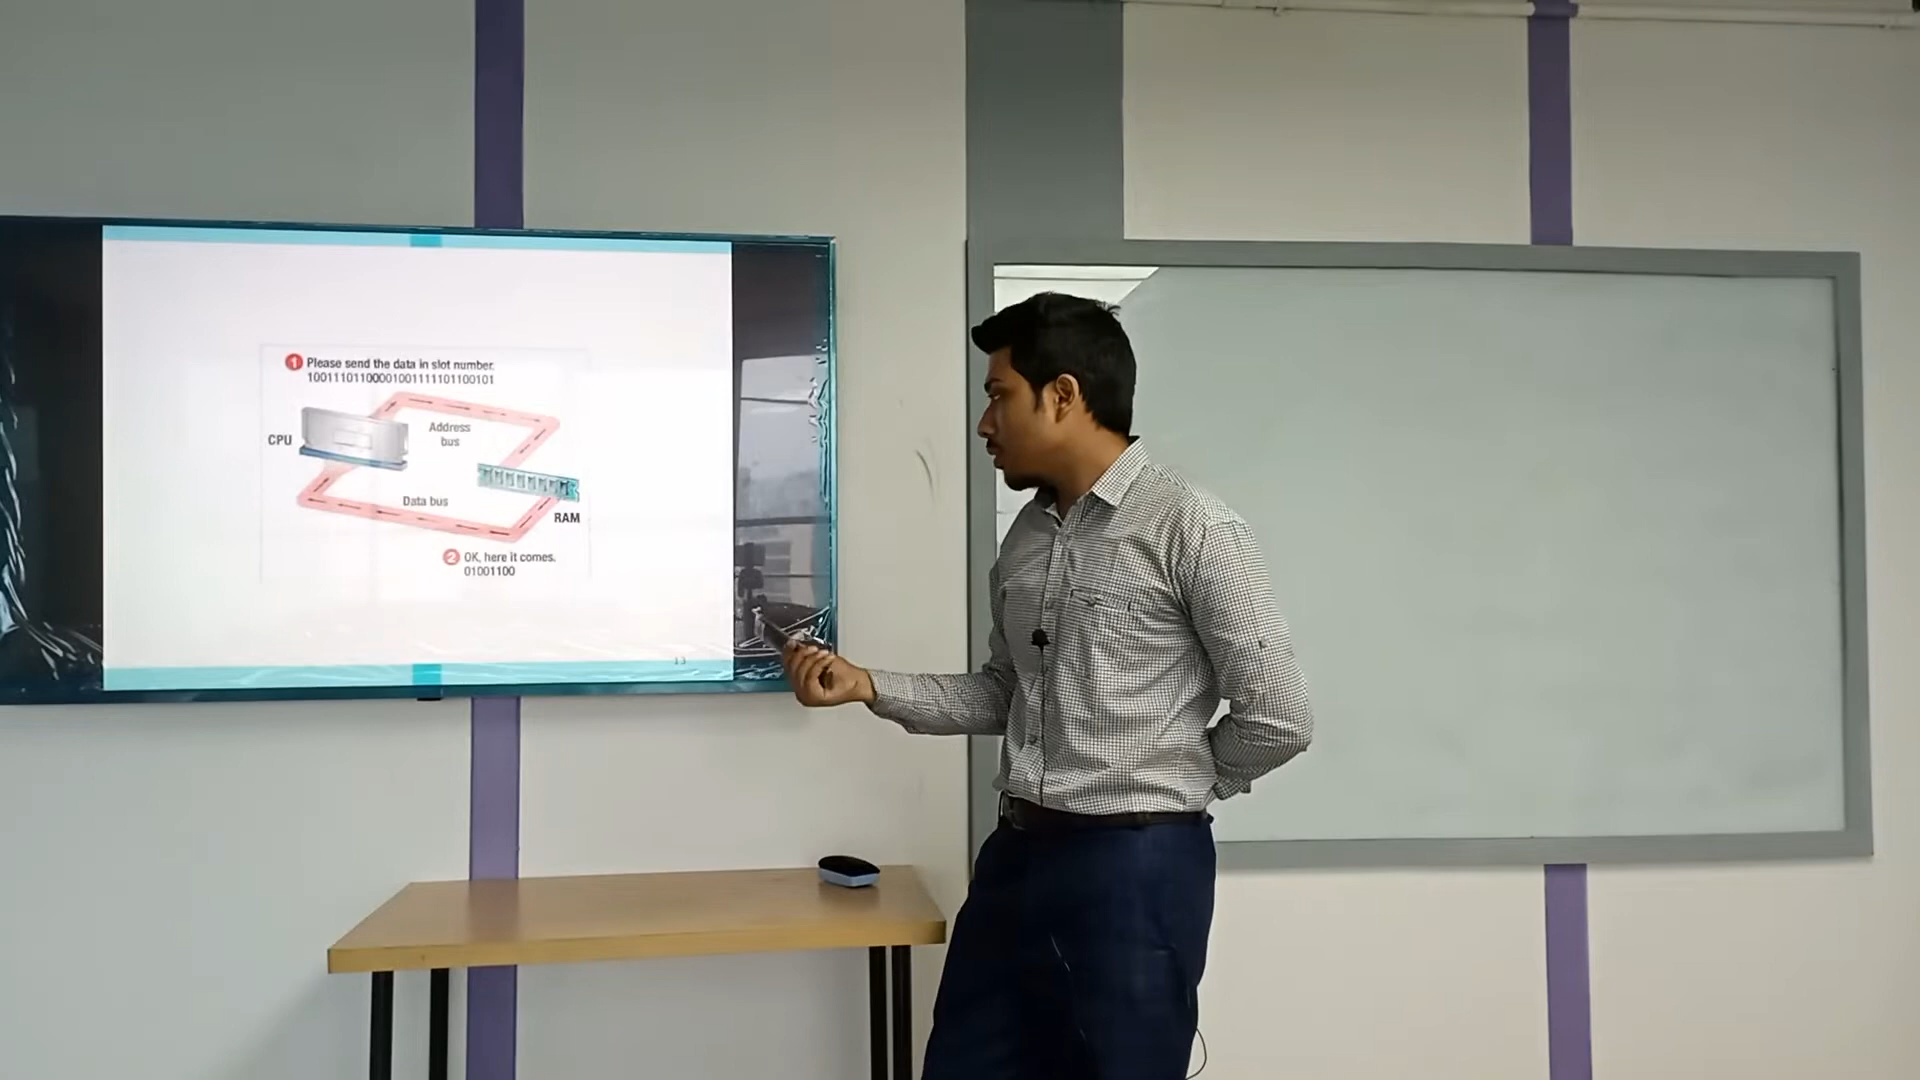 1 Please send the data in slot number.
10011101100001001111101100101
CPU
Address
bus
Data bus
RAM
2 OK, here it comes.
01001100
13